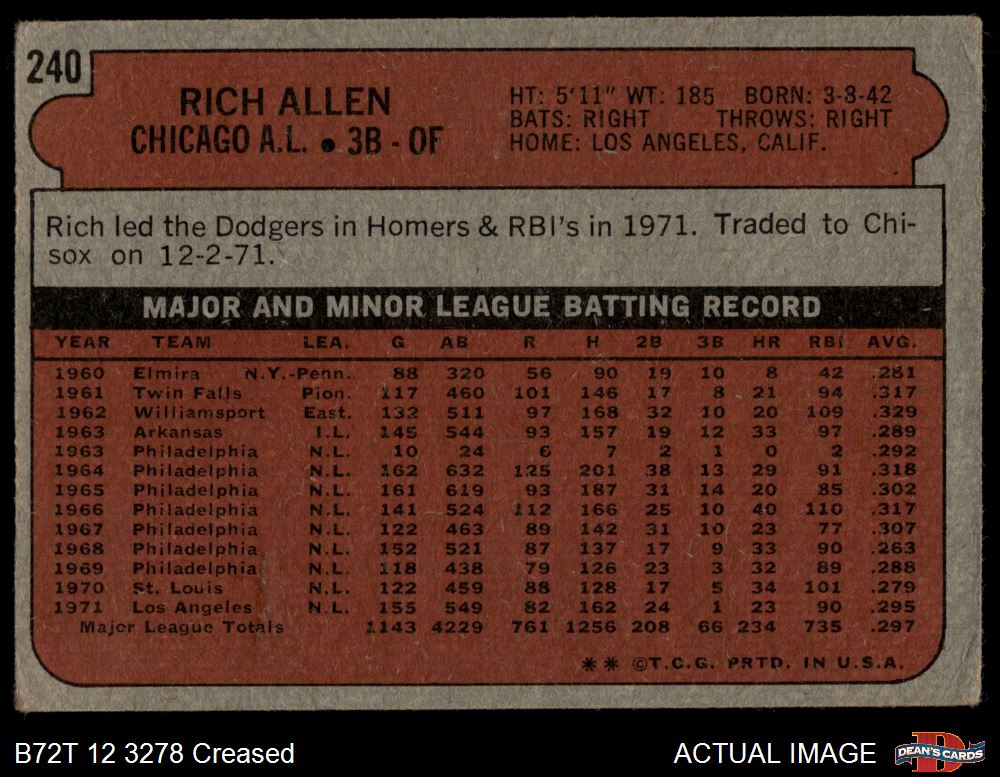 240
RICH ALLEN
CHICAGO A.L. • 3B - OF
HT: 5'11" WT: 185 BORN: 3-8-42
BATS: RIGHT THROWS: RIGHT
HOME: LOS ANGELES, CALIF.
Rich led the Dodgers in Homers & RBI's in 1971. Traded to Chi-
sox on 12-2-71.
MAJOR AND MINOR LEAGUE BATTING RECORD
YEAR TEAM LEA. G AB R H 2B 3B HR RBI AVG.
1960 Elmira N.Y.-Penn. 88 320 56 90 19 10 8 42 .281
1961 Twin Falls Pion. 117 460 101 146 17 8 21 94 .317
1962 Williamsport East. 132 511 97 168 32 10 20 109 .329
1963 Arkansas I.L. 145 544 93 157 19 12 33 97 .289
1963 Philadelphia N.L. 10 24 6 7 2 1 0 2 .292
1964 Philadelphia N.L. 162 632 125 201 38 13 29 91 .318
1965 Philadelphia N.L. 161 619 93 187 31 14 20 85 .302
1966 Philadelphia N.L. 141 524 112 166 25 10 40 110 .317
1967 Philadelphia N.L. 122 463 89 142 31 10 23 77 .307
1968 Philadelphia N.L. 152 521 87 137 17 9 33 90 .263
1969 Philadelphia N.L. 118 438 79 126 23 3 32 89 .288
1970 St. Louis N.L. 122 459 88 128 17 5 34 101 .279
1971 Los Angeles N.L. 155 549 82 162 24 1 23 90 .295
Major League Totals 1143 4229 761 1256 208 66 234 735 .297
* * ©T.C.G. PRTD. IN U.S.A.
B72T 12 3278 Creased
ACTUAL IMAGE
D
DEAN'S CARDS